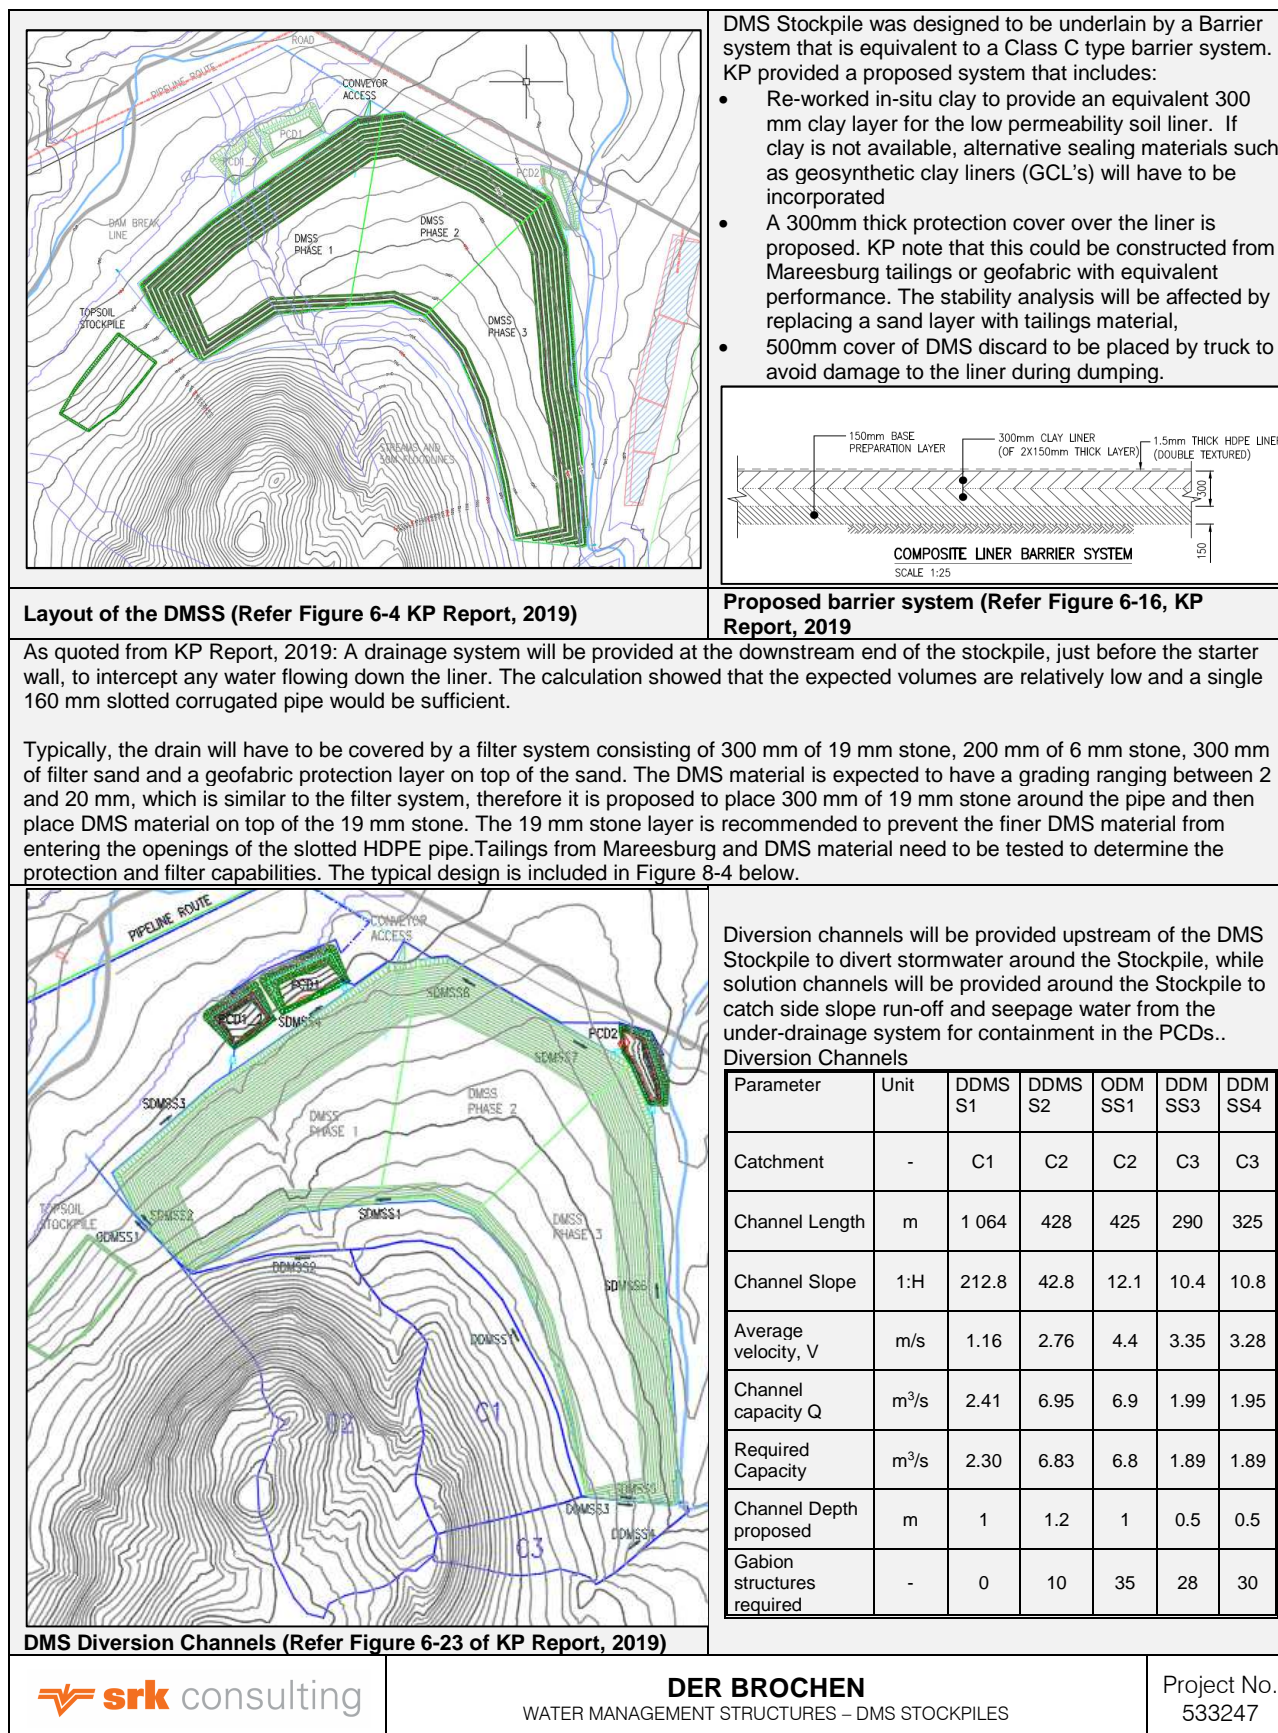 ROAD
PIPELINE ROUTE
CONVEYOR
ACCESS
PCD1
PCD1_2
PCD2
DAM BREAK
LINE
DMSS
PHASE 1
DMSS
PHASE 2
DMSS
PHASE 3
TOPSOIL
STOCKPILE
STREAMS AND
50M FLOODLINES
DMS Stockpile was designed to be underlain by a Barrier
system that is equivalent to a Class C type barrier system.
KP provided a proposed system that includes:
• Re-worked in-situ clay to provide an equivalent 300
mm clay layer for the low permeability soil liner. If
clay is not available, alternative sealing materials such
as geosynthetic clay liners (GCL's) will have to be
incorporated
• A 300mm thick protection cover over the liner is
proposed. KP note that this could be constructed from
Mareesburg tailings or geofabric with equivalent
performance. The stability analysis will be affected by
replacing a sand layer with tailings material,
• 500mm cover of DMS discard to be placed by truck to
avoid damage to the liner during dumping.
150mm BASE
PREPARATION LAYER
300mm CLAY LINER
(OF 2X150mm THICK LAYER)
1.5mm THICK HDPE LINER
(DOUBLE TEXTURED)
300
150
COMPOSITE LINER BARRIER SYSTEM
SCALE 1:25
Layout of the DMSS (Refer Figure 6-4 KP Report, 2019)
Proposed barrier system (Refer Figure 6-16, KP
Report, 2019
As quoted from KP Report, 2019: A drainage system will be provided at the downstream end of the stockpile, just before the starter
wall, to intercept any water flowing down the liner. The calculation showed that the expected volumes are relatively low and a single
160 mm slotted corrugated pipe would be sufficient.
Typically, the drain will have to be covered by a filter system consisting of 300 mm of 19 mm stone, 200 mm of 6 mm stone, 300 mm
of filter sand and a geofabric protection layer on top of the sand. The DMS material is expected to have a grading ranging between 2
and 20 mm, which is similar to the filter system, therefore it is proposed to place 300 mm of 19 mm stone around the pipe and then
place DMS material on top of the 19 mm stone. The 19 mm stone layer is recommended to prevent the finer DMS material from
entering the openings of the slotted HDPE pipe.Tailings from Mareesburg and DMS material need to be tested to determine the
protection and filter capabilities. The typical design is included in Figure 8-4 below.
PIPELINE ROUTE
CONVEYOR
ACCESS
PCD1
PCD1_2
SDMSS4
SDMSS8
PCD2
SDMSS7
SDMSS3
DMSS
PHASE 1
DMSS
PHASE 2
TOPSOIL
STOCKPILE
SDMSS2
ODMSS1
SDMSS1
DMSS
PHASE 3
DDMSS2
SDMSS6
DDMSS1
C2
C1
SDMSS5
DDMSS3
DDMSS4
C3
DMS Diversion Channels (Refer Figure 6-23 of KP Report, 2019)
Diversion channels will be provided upstream of the DMS
Stockpile to divert stormwater around the Stockpile, while
solution channels will be provided around the Stockpile to
catch side slope run-off and seepage water from the
under-drainage system for containment in the PCDs..
Diversion Channels
Parameter Unit DDMS S1 DDMS S2 ODM SS1 DDM SS3 DDM SS4
Catchment - C1 C2 C2 C3 C3
Channel Length m 1 064 428 425 290 325
Channel Slope 1:H 212.8 42.8 12.1 10.4 10.8
Average velocity, V m/s 1.16 2.76 4.4 3.35 3.28
Channel capacity Q m³/s 2.41 6.95 6.9 1.99 1.95
Required Capacity m³/s 2.30 6.83 6.8 1.89 1.89
Channel Depth proposed m 1 1.2 1 0.5 0.5
Gabion structures required - 0 10 35 28 30
srk consulting
DER BROCHEN
WATER MANAGEMENT STRUCTURES – DMS STOCKPILES
Project No.
533247